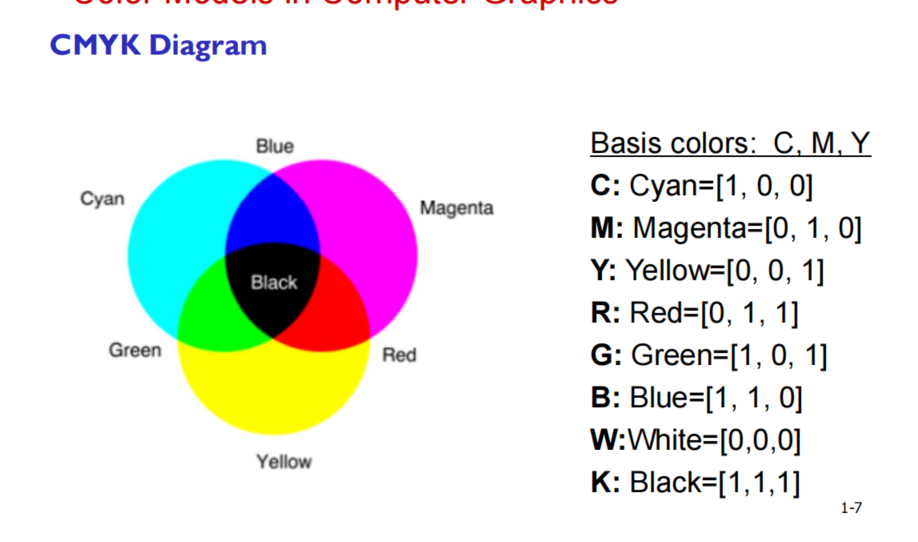 Color Models in Computer Graphics
CMYK Diagram
Blue
Cyan
Magenta
Black
Green
Red
Yellow
Basis colors: C, M, Y
C: Cyan=[1, 0, 0]
M: Magenta=[0, 1, 0]
Y: Yellow=[0, 0, 1]
R: Red=[0, 1, 1]
G: Green=[1, 0, 1]
B: Blue=[1, 1, 0]
W:White=[0,0,0]
K: Black=[1,1,1]
1-7